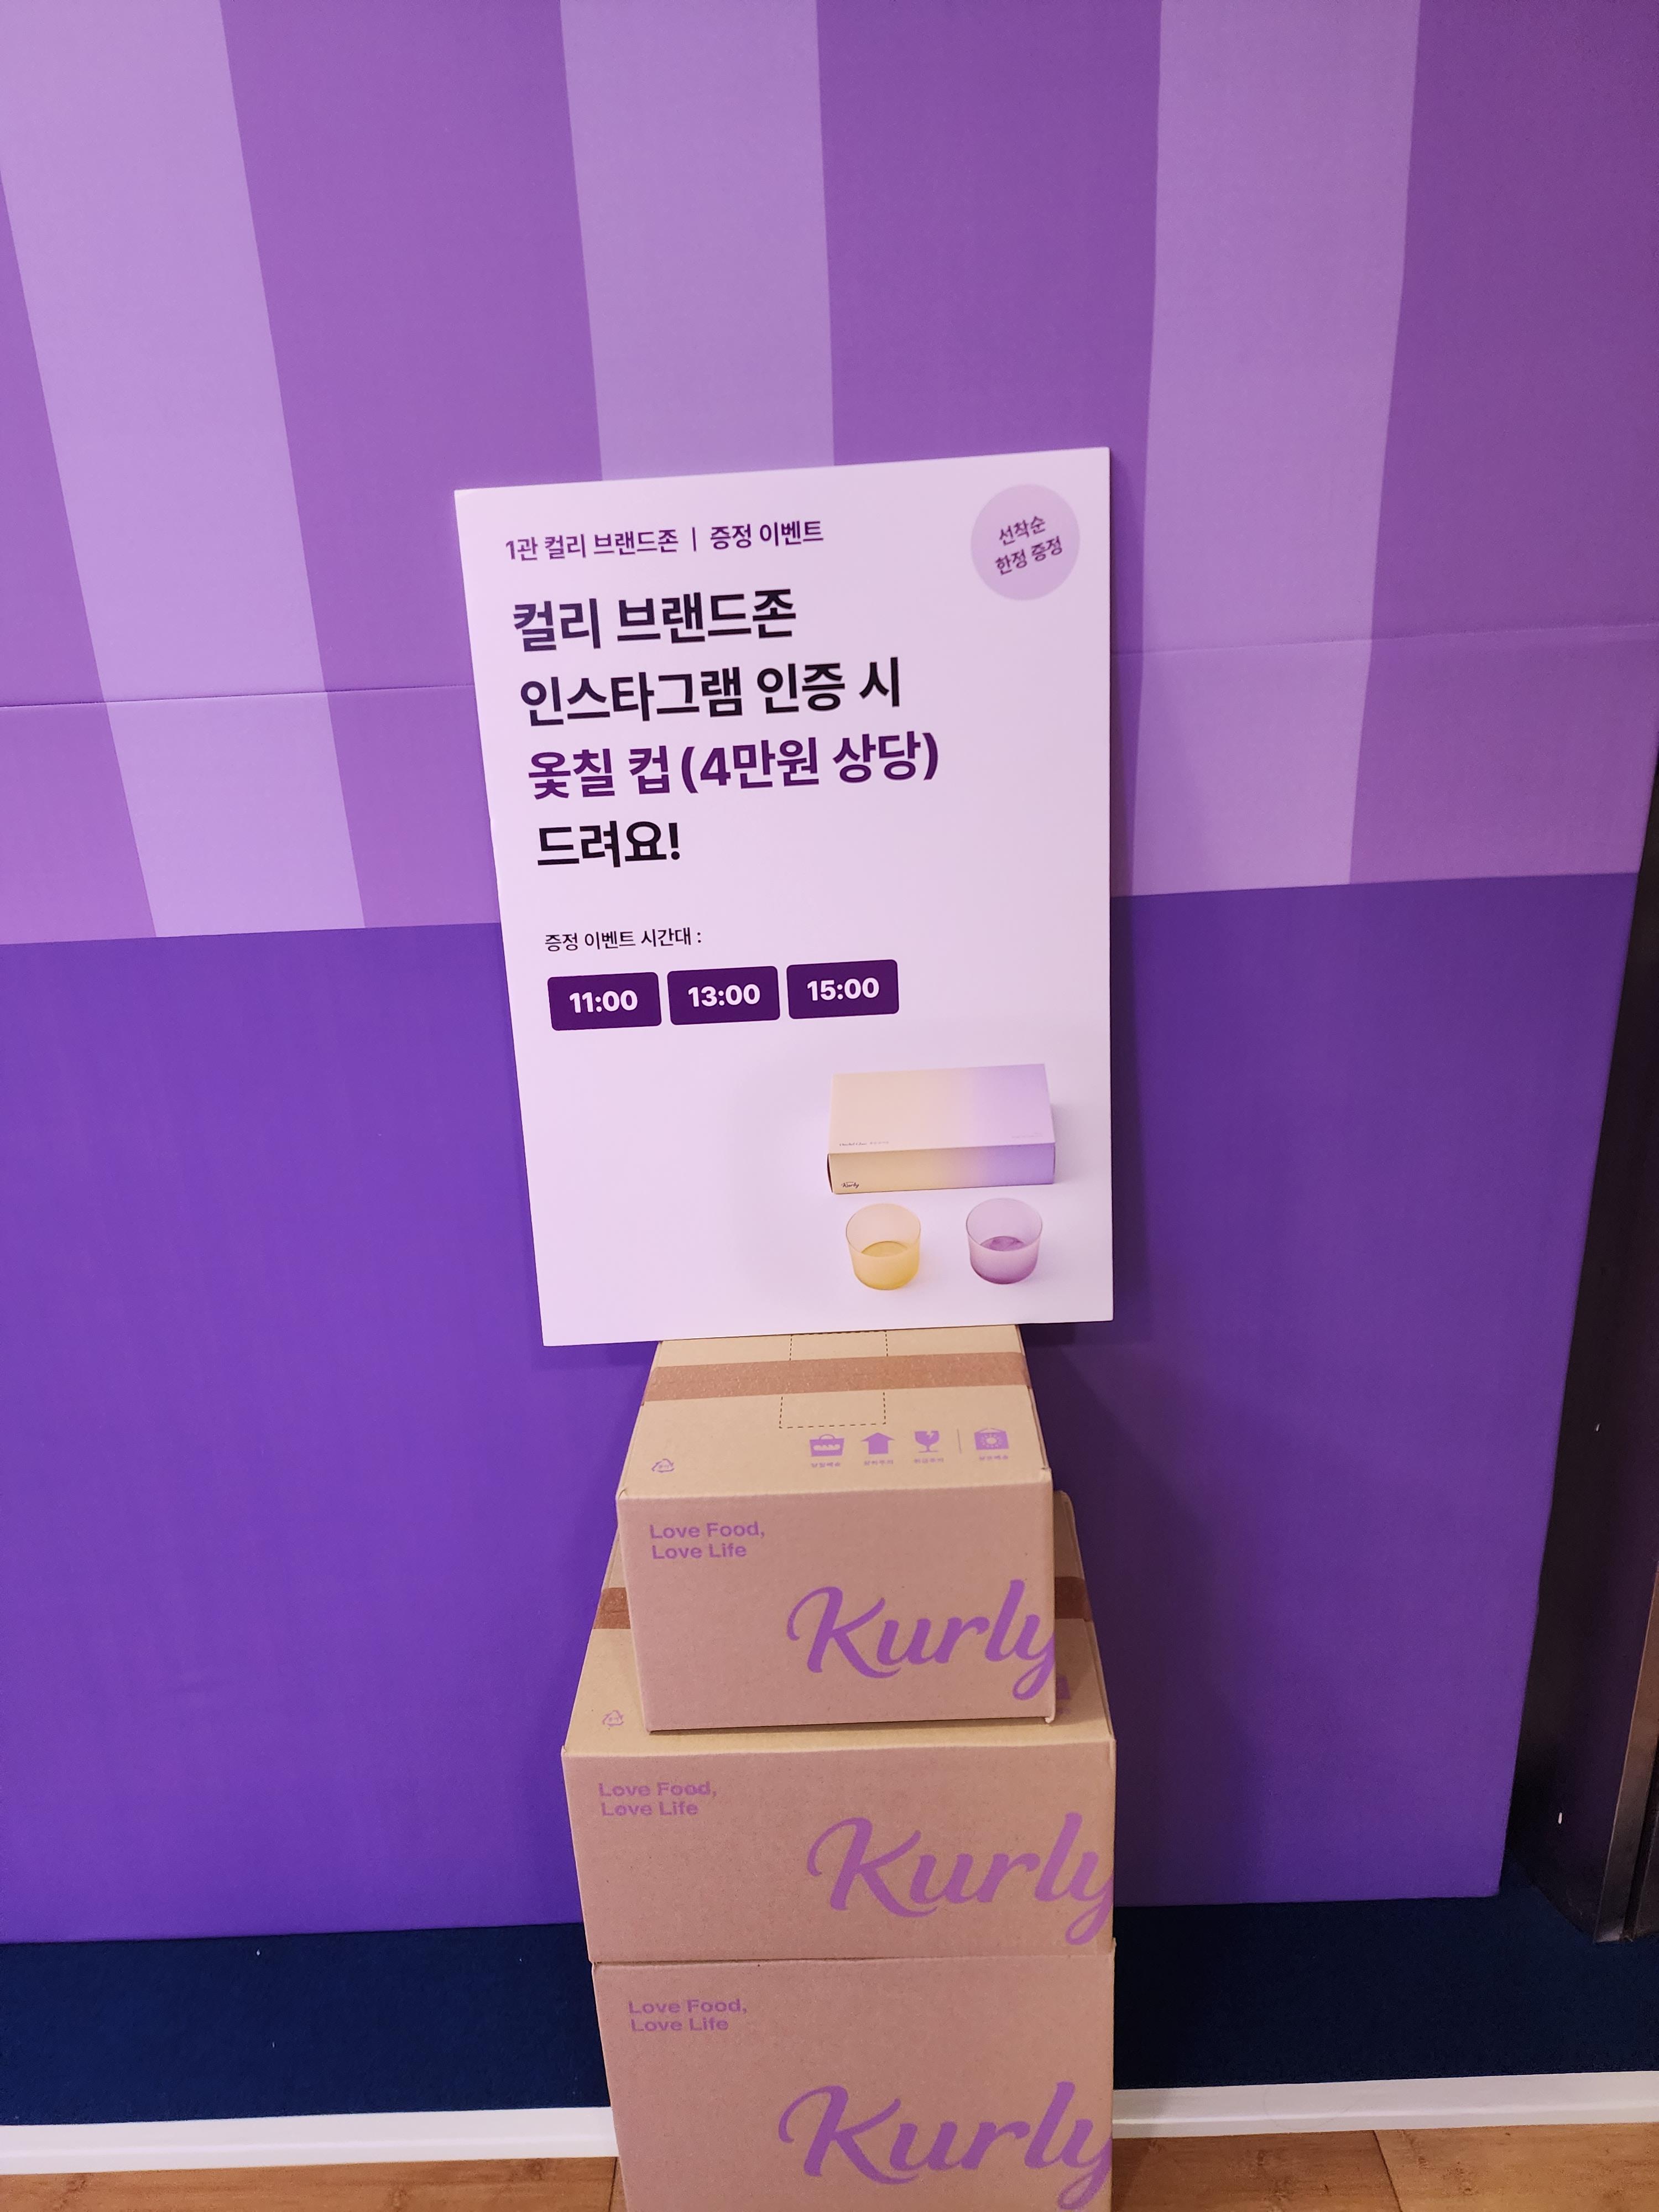 1관 컬리 브랜드존 | 증정 이벤트
선착순
한정 증정
컬리 브랜드존
인스타그램 인증 시
옻칠 컵 (4만원 상당)
드려요!
증정 이벤트 시간대 :
11:00 13:00 15:00
Kurly
Love Food,
Love Life
Kurly
Love Food,
Love Life
Kurly
Love Food,
Love Life
Kurly